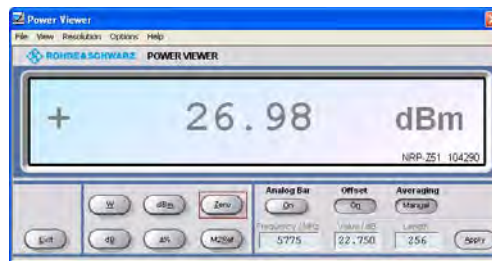 Power Viewer
File View Resolution Options Help
ROHDE & SCHWARZ POWER VIEWER
+ 26.98 dBm
NRP-Z51 104290
Analog Bar Offset Averaging
W dBm Zero On On Manual
Frequency / MHz Value / dB Length
Exit dB Δ% M2Ref 5775 22.750 256 Apply